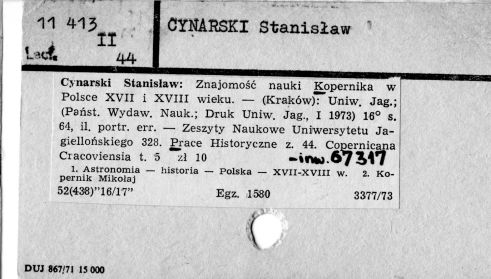 11 413
II
Lect. 44
CYNARSKI Stanisław
Cynarski Stanisław: Znajomość nauki Kopernika w
Polsce XVII i XVIII wieku. — (Kraków): Uniw. Jag.;
(Państ. Wydaw. Nauk.; Druk Uniw. Jag., I 1973) 16° s.
64, il. portr. err. — Zeszyty Naukowe Uniwersytetu Ja-
giellońskiego 328. Prace Historyczne z. 44. Copernicana
Cracoviensia t. 5 zł 10
-inw. 67317
1. Astronomia — historia — Polska — XVII-XVIII w. 2. Ko-
pernik Mikołaj
52(438)"16/17" Egz. 1580 3377/73
DUJ 867/71 15 000